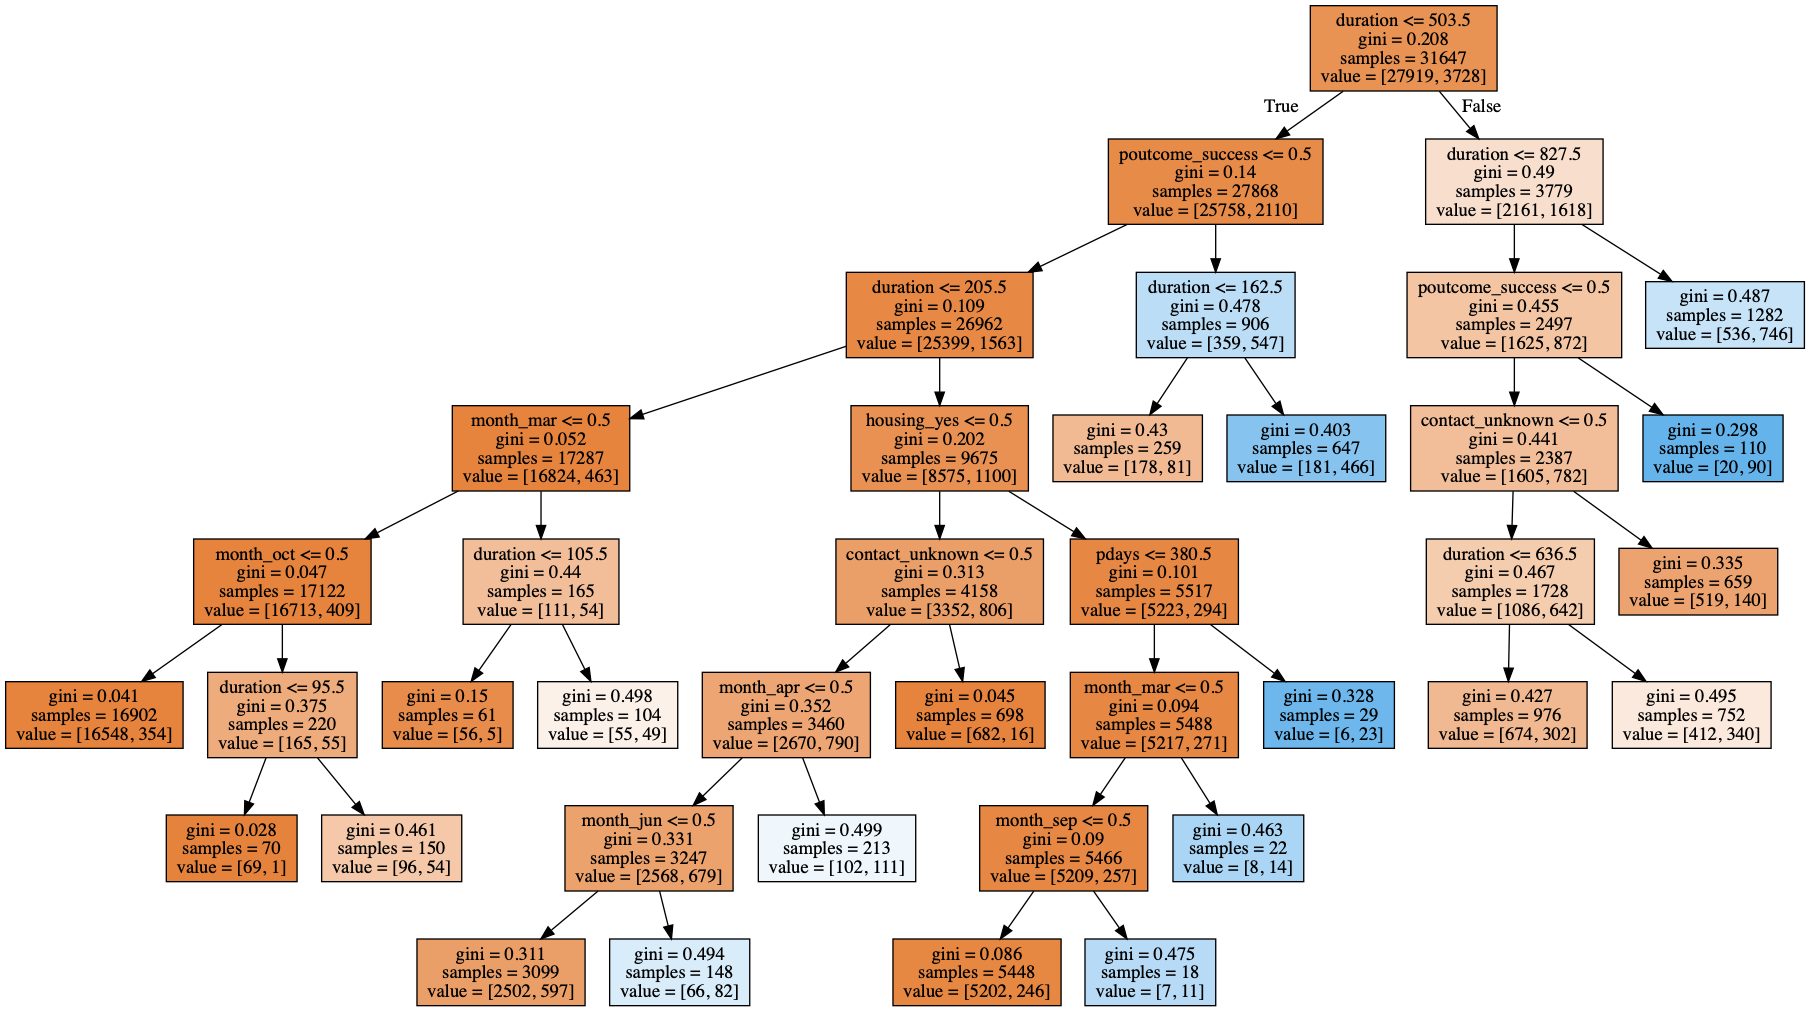 duration <= 503.5
gini = 0.208
samples = 31647
value = [27919, 3728]
True
False
poutcome_success <= 0.5
gini = 0.14
samples = 27868
value = [25758, 2110]
duration <= 827.5
gini = 0.49
samples = 3779
value = [2161, 1618]
duration <= 205.5
gini = 0.109
samples = 26962
value = [25399, 1563]
duration <= 162.5
gini = 0.478
samples = 906
value = [359, 547]
poutcome_success <= 0.5
gini = 0.455
samples = 2497
value = [1625, 872]
gini = 0.487
samples = 1282
value = [536, 746]
month_mar <= 0.5
gini = 0.052
samples = 17287
value = [16824, 463]
housing_yes <= 0.5
gini = 0.202
samples = 9675
value = [8575, 1100]
gini = 0.43
samples = 259
value = [178, 81]
gini = 0.403
samples = 647
value = [181, 466]
contact_unknown <= 0.5
gini = 0.441
samples = 2387
value = [1605, 782]
gini = 0.298
samples = 110
value = [20, 90]
month_oct <= 0.5
gini = 0.047
samples = 17122
value = [16713, 409]
duration <= 105.5
gini = 0.44
samples = 165
value = [111, 54]
contact_unknown <= 0.5
gini = 0.313
samples = 4158
value = [3352, 806]
pdays <= 380.5
gini = 0.101
samples = 5517
value = [5223, 294]
duration <= 636.5
gini = 0.467
samples = 1728
value = [1086, 642]
gini = 0.335
samples = 659
value = [519, 140]
gini = 0.041
samples = 16902
value = [16548, 354]
duration <= 95.5
gini = 0.375
samples = 220
value = [165, 55]
gini = 0.15
samples = 61
value = [56, 5]
gini = 0.498
samples = 104
value = [55, 49]
month_apr <= 0.5
gini = 0.352
samples = 3460
value = [2670, 790]
gini = 0.045
samples = 698
value = [682, 16]
month_mar <= 0.5
gini = 0.094
samples = 5488
value = [5217, 271]
gini = 0.328
samples = 29
value = [6, 23]
gini = 0.427
samples = 976
value = [674, 302]
gini = 0.495
samples = 752
value = [412, 340]
gini = 0.028
samples = 70
value = [69, 1]
gini = 0.461
samples = 150
value = [96, 54]
month_jun <= 0.5
gini = 0.331
samples = 3247
value = [2568, 679]
gini = 0.499
samples = 213
value = [102, 111]
month_sep <= 0.5
gini = 0.09
samples = 5466
value = [5209, 257]
gini = 0.463
samples = 22
value = [8, 14]
gini = 0.311
samples = 3099
value = [2502, 597]
gini = 0.494
samples = 148
value = [66, 82]
gini = 0.086
samples = 5448
value = [5202, 246]
gini = 0.475
samples = 18
value = [7, 11]